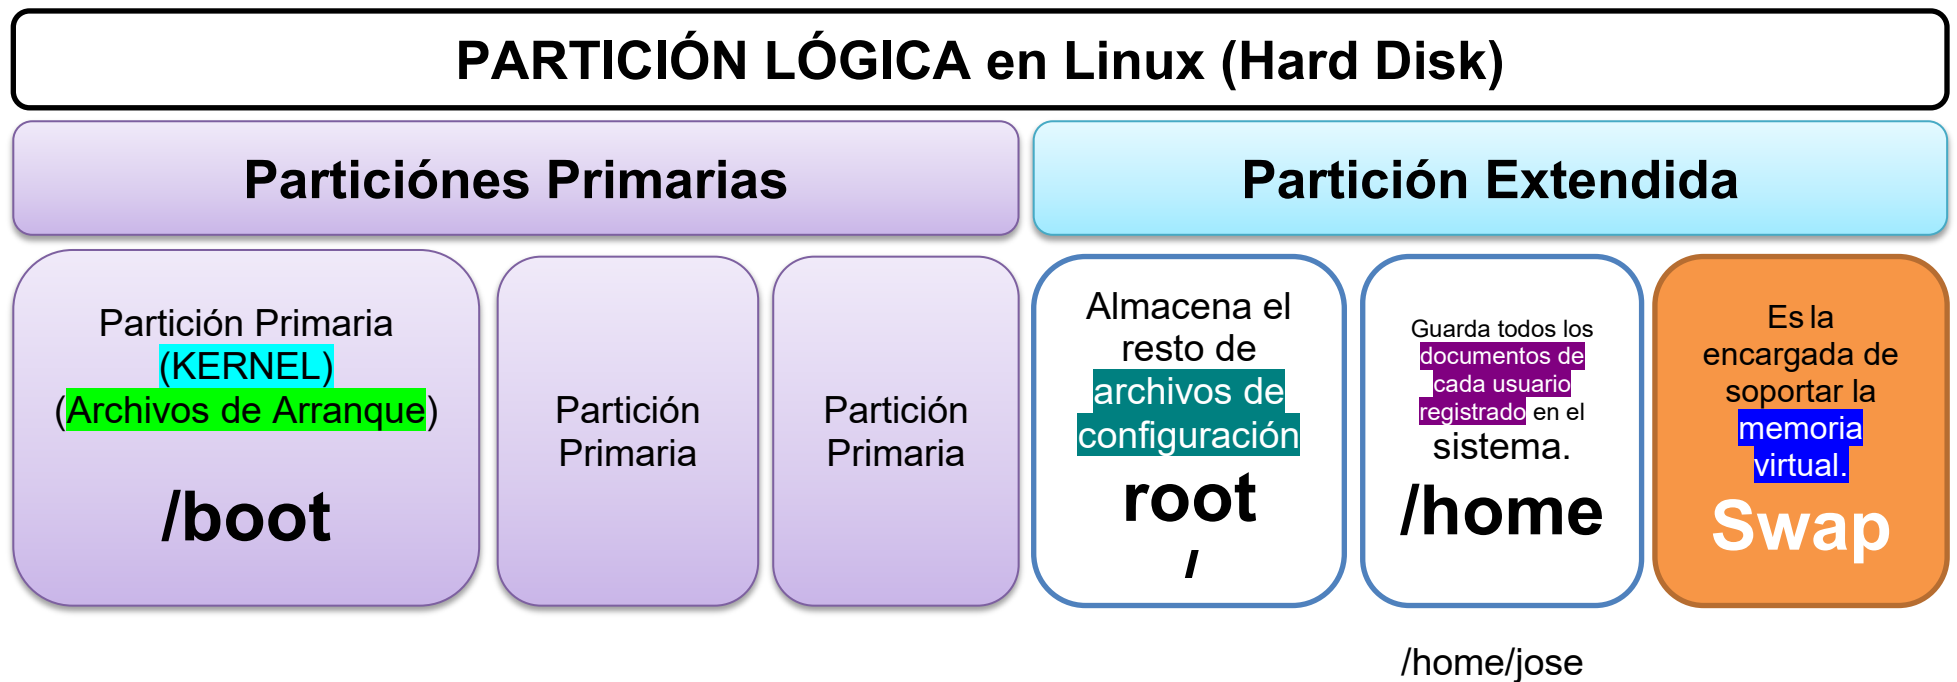 PARTICIÓN LÓGICA en Linux (Hard Disk)
Particiónes Primarias
Partición Extendida
Partición Primaria
(KERNEL)
(Archivos de Arranque)
/boot
Partición
Primaria
Partición
Primaria
Almacena el
resto de
archivos de
configuración
root
/
Guarda todos los
documentos de
cada usuario
registrado en el
sistema.
/home
Es la
encargada de
soportar la
memoria
virtual.
Swap
/home/jose